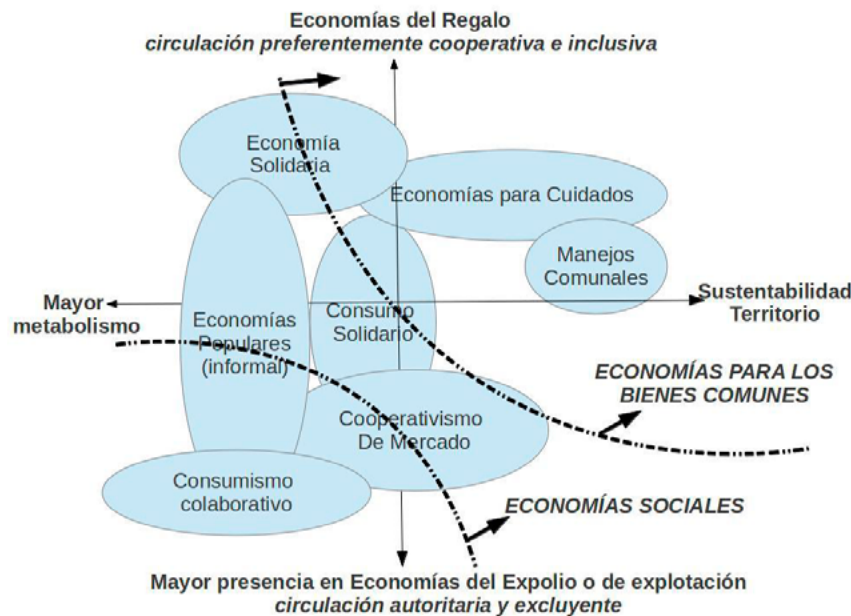 Economías del Regalo
circulación preferentemente cooperativa e inclusiva
Economía
Solidaria
Economías para Cuidados
Manejos
Comunales
Mayor
metabolismo
Economías
Populares
(informal)
Consumo
Solidario
Sustentabilidad
Territorio
ECONOMÍAS PARA LOS
BIENES COMUNES
Cooperativismo
De Mercado
Consumismo
colaborativo
ECONOMÍAS SOCIALES
Mayor presencia en Economías del Expolio o de explotación
circulación autoritaria y excluyente